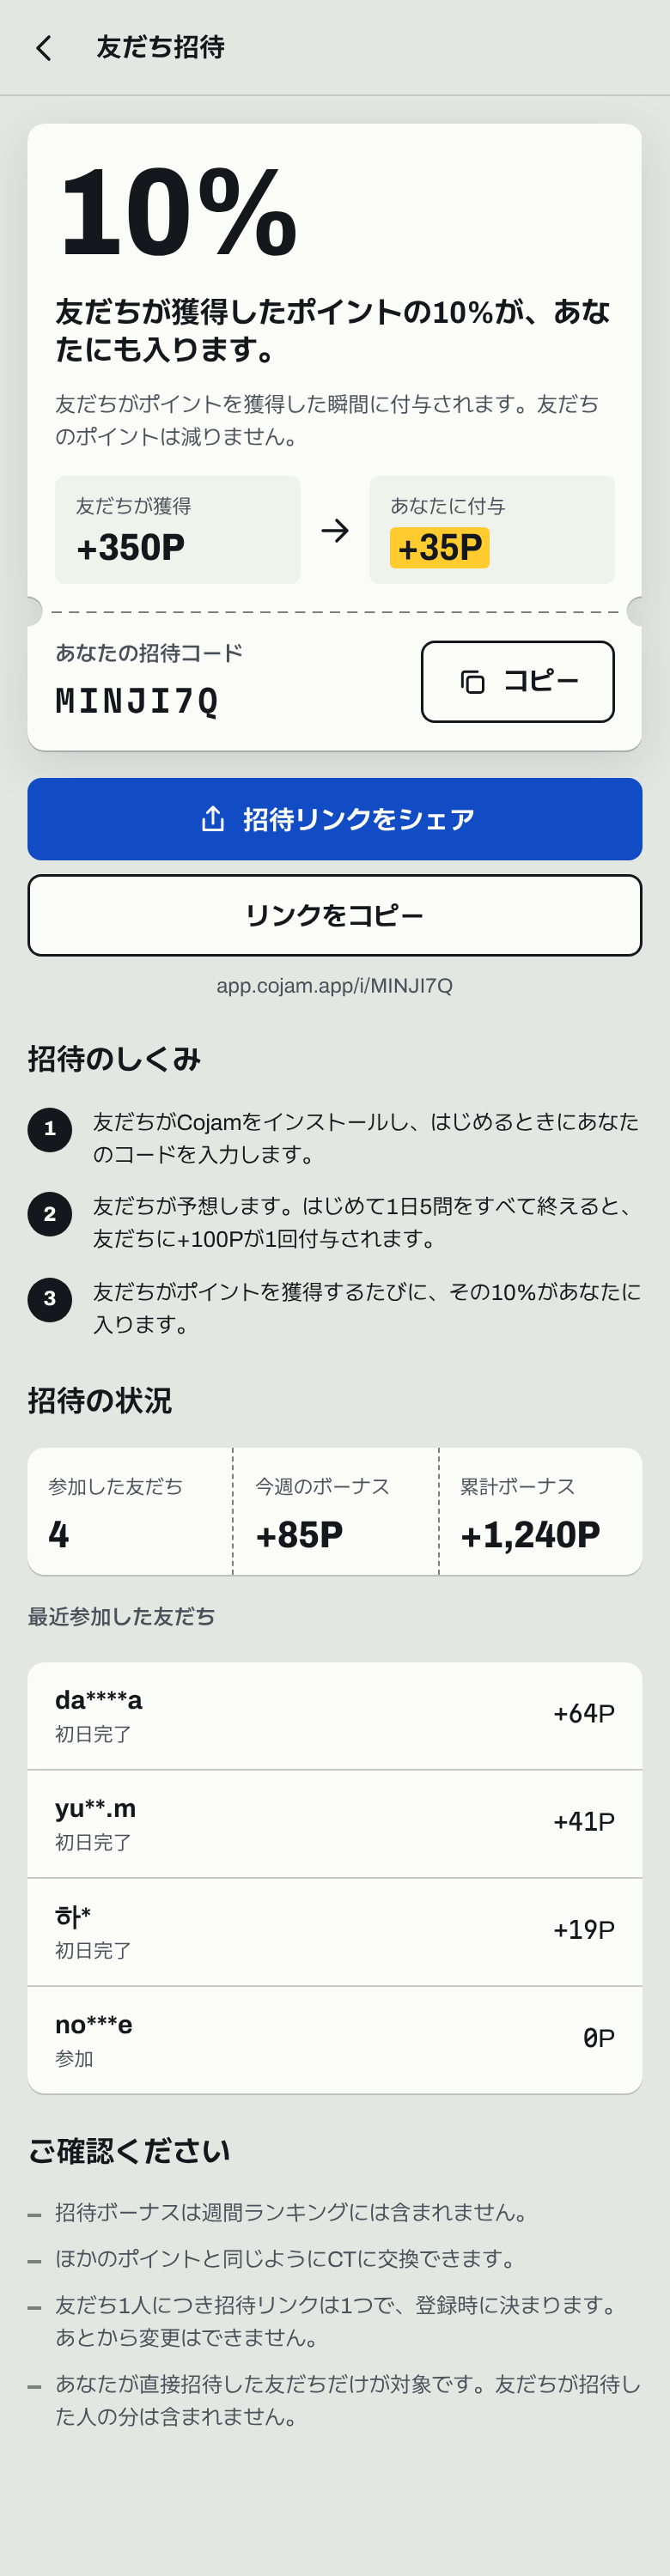 友だち招待
10%
友だちが獲得したポイントの10%が、あな
たにも入ります。
友だちがポイントを獲得した瞬間に付与されます。友だち
のポイントは減りません。
友だちが獲得
+350P
あなたに付与
+35P
あなたの招待コード
MINJI7Q
コピー
招待リンクをシェア
リンクをコピー
app.cojam.app/i/MINJI7Q
招待のしくみ
1
友だちがCojamをインストールし、はじめるときにあなた
のコードを入力します。
2
友だちが予想します。はじめて1日5問をすべて終えると、
友だちに+100Pが1回付与されます。
3
友だちがポイントを獲得するたびに、その10%があなたに
入ります。
招待の状況
参加した友だち
4
今週のボーナス
+85P
累計ボーナス
+1,240P
最近参加した友だち
da****a
初日完了
+64P
yu**.m
初日完了
+41P
하*
初日完了
+19P
no***e
参加
0P
ご確認ください
招待ボーナスは週間ランキングには含まれません。
ほかのポイントと同じようにCTに交換できます。
友だち1人につき招待リンクは1つで、登録時に決まります。
あとから変更はできません。
あなたが直接招待した友だちだけが対象です。友だちが招待し
た人の分は含まれません。